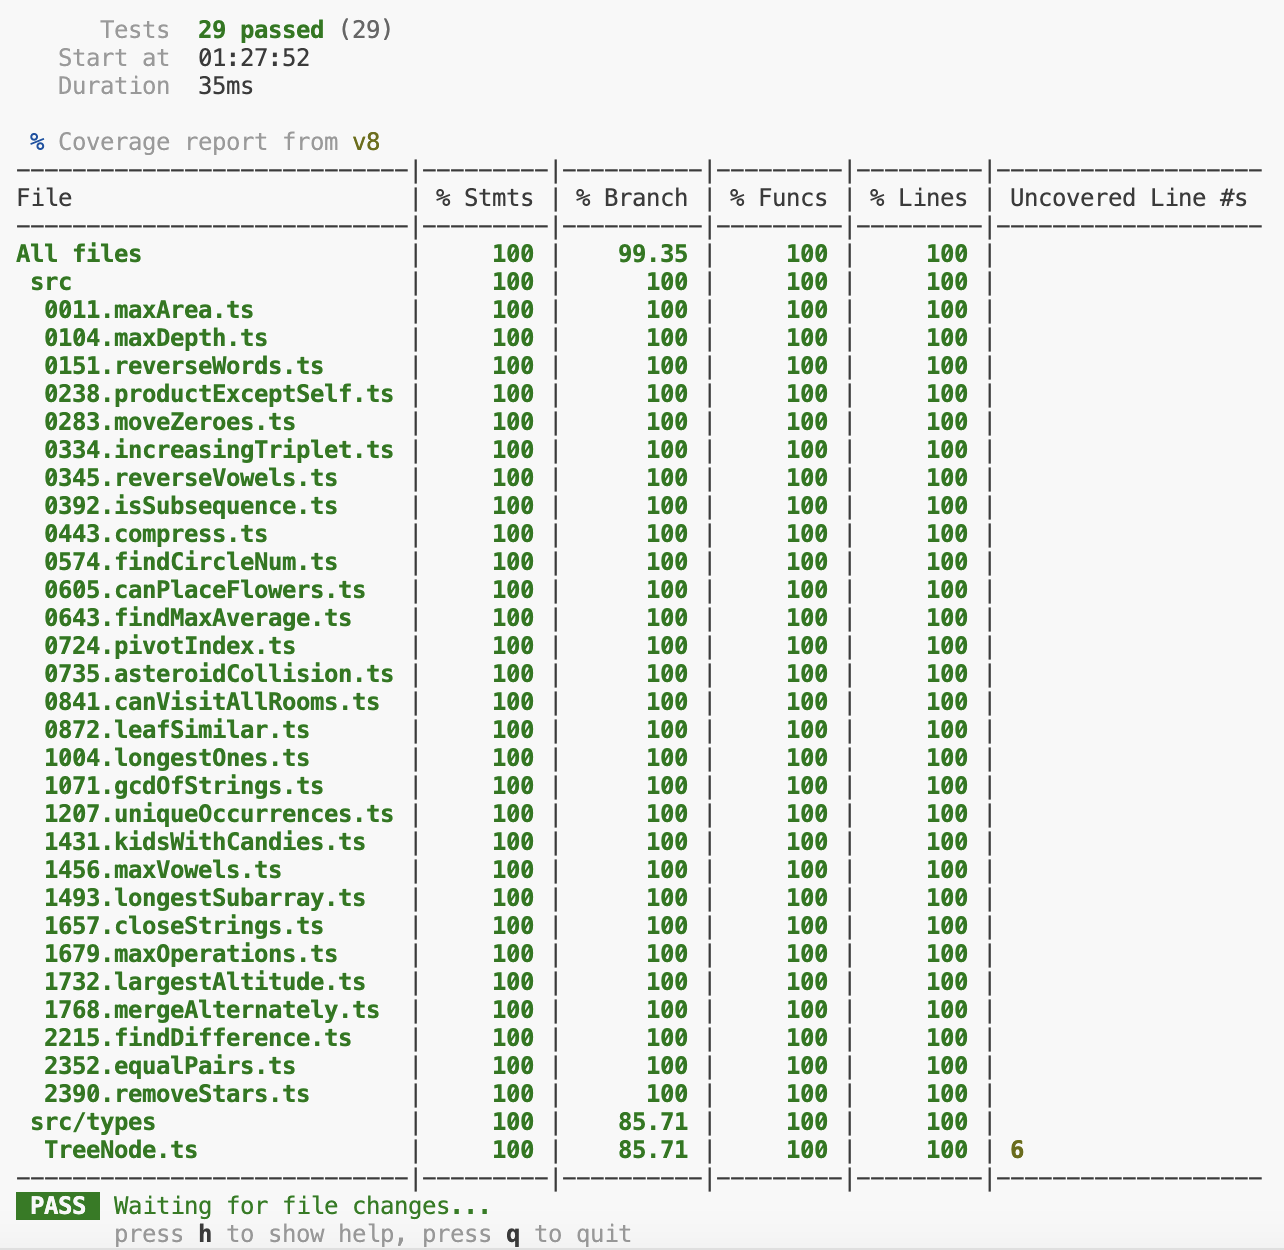 Tests  29 passed (29)
Start at  01:27:52
Duration  35ms
% Coverage report from v8
----------------------------|---------|----------|---------|---------|-------------------
File                        | % Stmts | % Branch | % Funcs | % Lines | Uncovered Line #s
----------------------------|---------|----------|---------|---------|-------------------
All files                   |     100 |    99.35 |     100 |     100 |
 src                        |     100 |      100 |     100 |     100 |
  0011.maxArea.ts           |     100 |      100 |     100 |     100 |
  0104.maxDepth.ts          |     100 |      100 |     100 |     100 |
  0151.reverseWords.ts      |     100 |      100 |     100 |     100 |
  0238.productExceptSelf.ts |     100 |      100 |     100 |     100 |
  0283.moveZeroes.ts        |     100 |      100 |     100 |     100 |
  0334.increasingTriplet.ts |     100 |      100 |     100 |     100 |
  0345.reverseVowels.ts     |     100 |      100 |     100 |     100 |
  0392.isSubsequence.ts     |     100 |      100 |     100 |     100 |
  0443.compress.ts          |     100 |      100 |     100 |     100 |
  0574.findCircleNum.ts     |     100 |      100 |     100 |     100 |
  0605.canPlaceFlowers.ts   |     100 |      100 |     100 |     100 |
  0643.findMaxAverage.ts    |     100 |      100 |     100 |     100 |
  0724.pivotIndex.ts        |     100 |      100 |     100 |     100 |
  0735.asteroidCollision.ts |     100 |      100 |     100 |     100 |
  0841.canVisitAllRooms.ts  |     100 |      100 |     100 |     100 |
  0872.leafSimilar.ts       |     100 |      100 |     100 |     100 |
  1004.longestOnes.ts       |     100 |      100 |     100 |     100 |
  1071.gcdOfStrings.ts      |     100 |      100 |     100 |     100 |
  1207.uniqueOccurrences.ts |     100 |      100 |     100 |     100 |
  1431.kidsWithCandies.ts   |     100 |      100 |     100 |     100 |
  1456.maxVowels.ts         |     100 |      100 |     100 |     100 |
  1493.longestSubarray.ts   |     100 |      100 |     100 |     100 |
  1657.closeStrings.ts      |     100 |      100 |     100 |     100 |
  1679.maxOperations.ts     |     100 |      100 |     100 |     100 |
  1732.largestAltitude.ts   |     100 |      100 |     100 |     100 |
  1768.mergeAlternately.ts  |     100 |      100 |     100 |     100 |
  2215.findDifference.ts    |     100 |      100 |     100 |     100 |
  2352.equalPairs.ts        |     100 |      100 |     100 |     100 |
  2390.removeStars.ts       |     100 |      100 |     100 |     100 |
 src/types                  |     100 |    85.71 |     100 |     100 |
  TreeNode.ts               |     100 |    85.71 |     100 |     100 | 6
----------------------------|---------|----------|---------|---------|-------------------
PASS  Waiting for file changes...
press h to show help, press q to quit